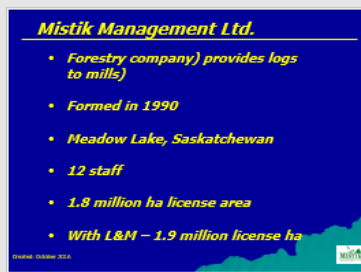 Mistik Management Ltd.
• Forestry company) provides logs
to mills)
• Formed in 1990
• Meadow Lake, Saskatchewan
• 12 staff
• 1.8 million ha license area
• With L&M – 1.9 million license ha
Created: October 2016
MISTIK